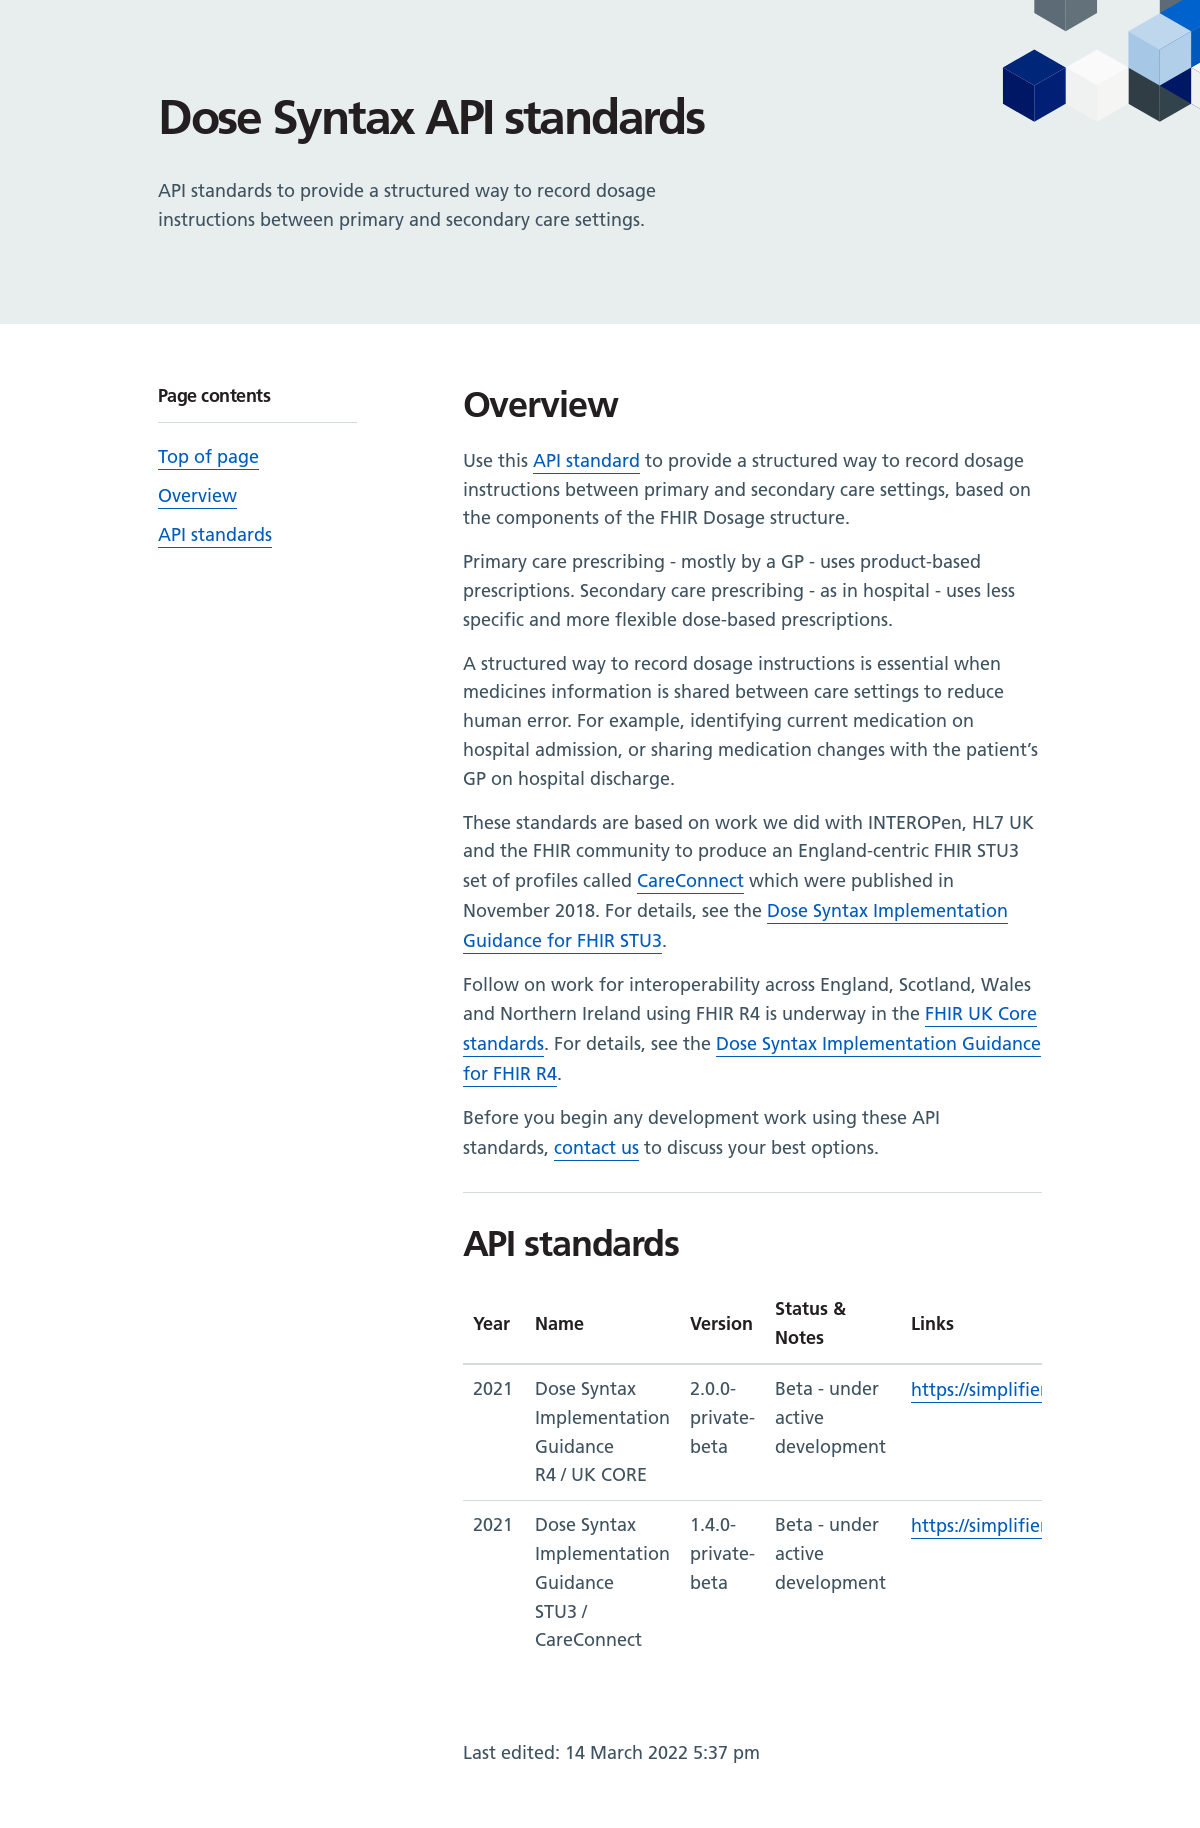 Dose Syntax API standards
API standards to provide a structured way to record dosage
instructions between primary and secondary care settings.
Page contents
Top of page
Overview
API standards
Overview
Use this API standard to provide a structured way to record dosage
instructions between primary and secondary care settings, based on
the components of the FHIR Dosage structure.
Primary care prescribing - mostly by a GP - uses product-based
prescriptions. Secondary care prescribing - as in hospital - uses less
specific and more flexible dose-based prescriptions.
A structured way to record dosage instructions is essential when
medicines information is shared between care settings to reduce
human error. For example, identifying current medication on
hospital admission, or sharing medication changes with the patient’s
GP on hospital discharge.
These standards are based on work we did with INTEROPen, HL7 UK
and the FHIR community to produce an England-centric FHIR STU3
set of profiles called CareConnect which were published in
November 2018. For details, see the Dose Syntax Implementation
Guidance for FHIR STU3.
Follow on work for interoperability across England, Scotland, Wales
and Northern Ireland using FHIR R4 is underway in the FHIR UK Core
standards. For details, see the Dose Syntax Implementation Guidance
for FHIR R4.
Before you begin any development work using these API
standards, contact us to discuss your best options.
API standards
Year Name Version Status & Notes Links
2021 Dose Syntax 2.0.0- Beta - under https://simplifier
Implementation private- active
Guidance beta development
R4 / UK CORE
2021 Dose Syntax 1.4.0- Beta - under https://simplifier
Implementation private- active
Guidance beta development
STU3 /
CareConnect
Last edited: 14 March 2022 5:37 pm